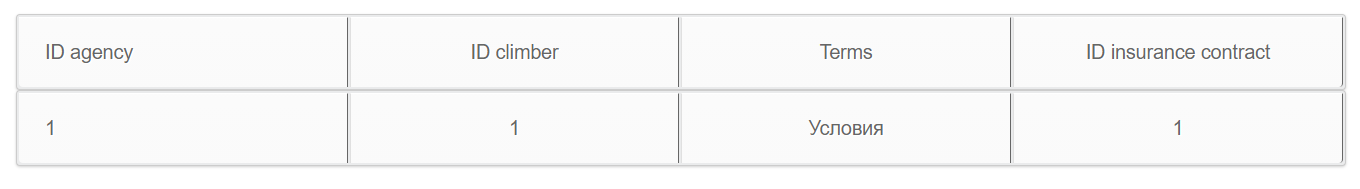 ID agency ID climber Terms ID insurance contract
1 1 Условия 1